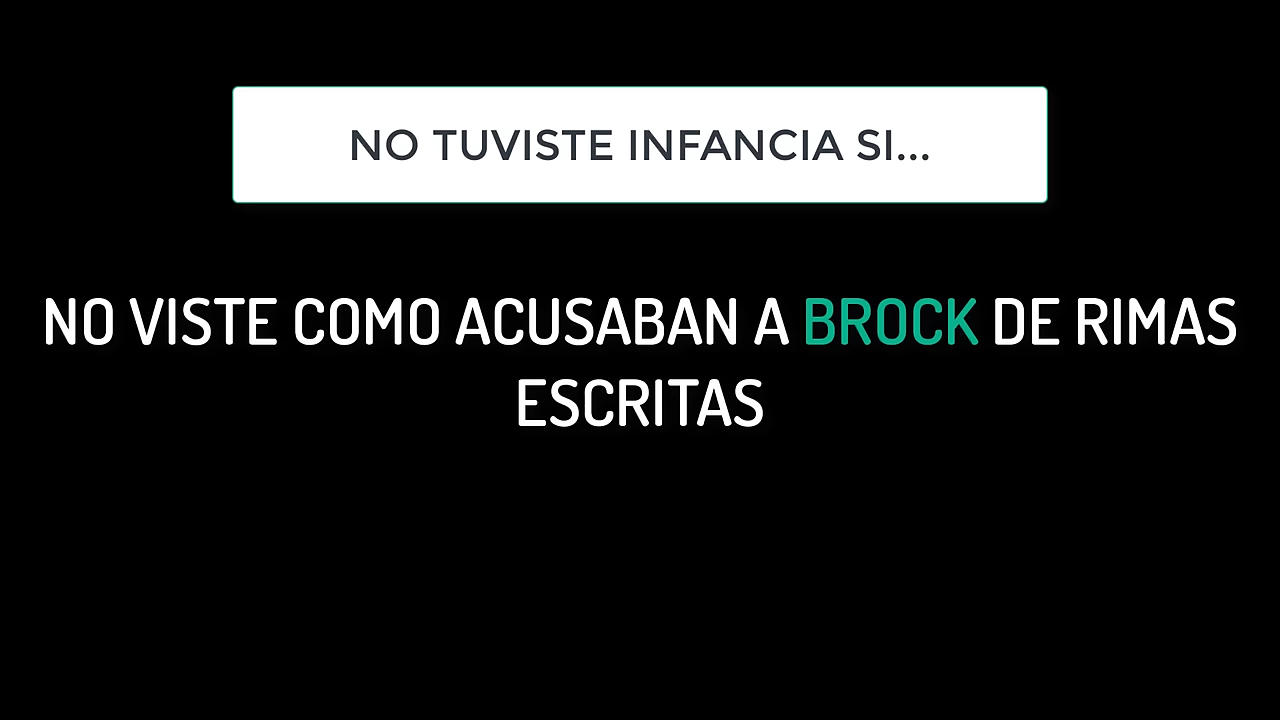 NO TUVISTE INFANCIA SI...
NO VISTE COMO ACUSABAN A BROCK DE RIMAS
ESCRITAS